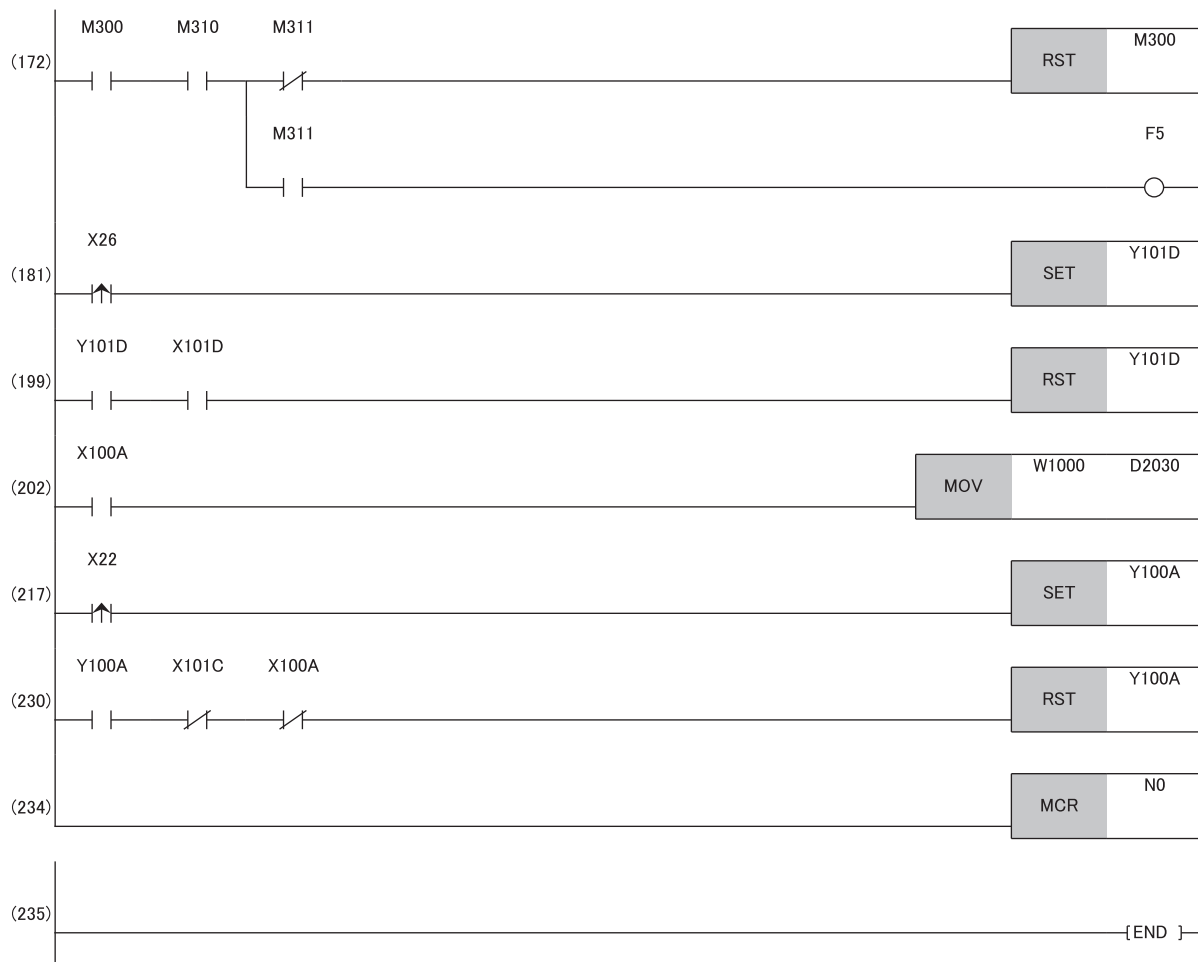 M300 M310 M311
(172) RST M300
M311 F5
X26
(181) SET Y101D
Y101D X101D
(199) RST Y101D
X100A
(202) MOV W1000 D2030
X22
(217) SET Y100A
Y100A X101C X100A
(230) RST Y100A
(234) MCR N0
(235) [END ]